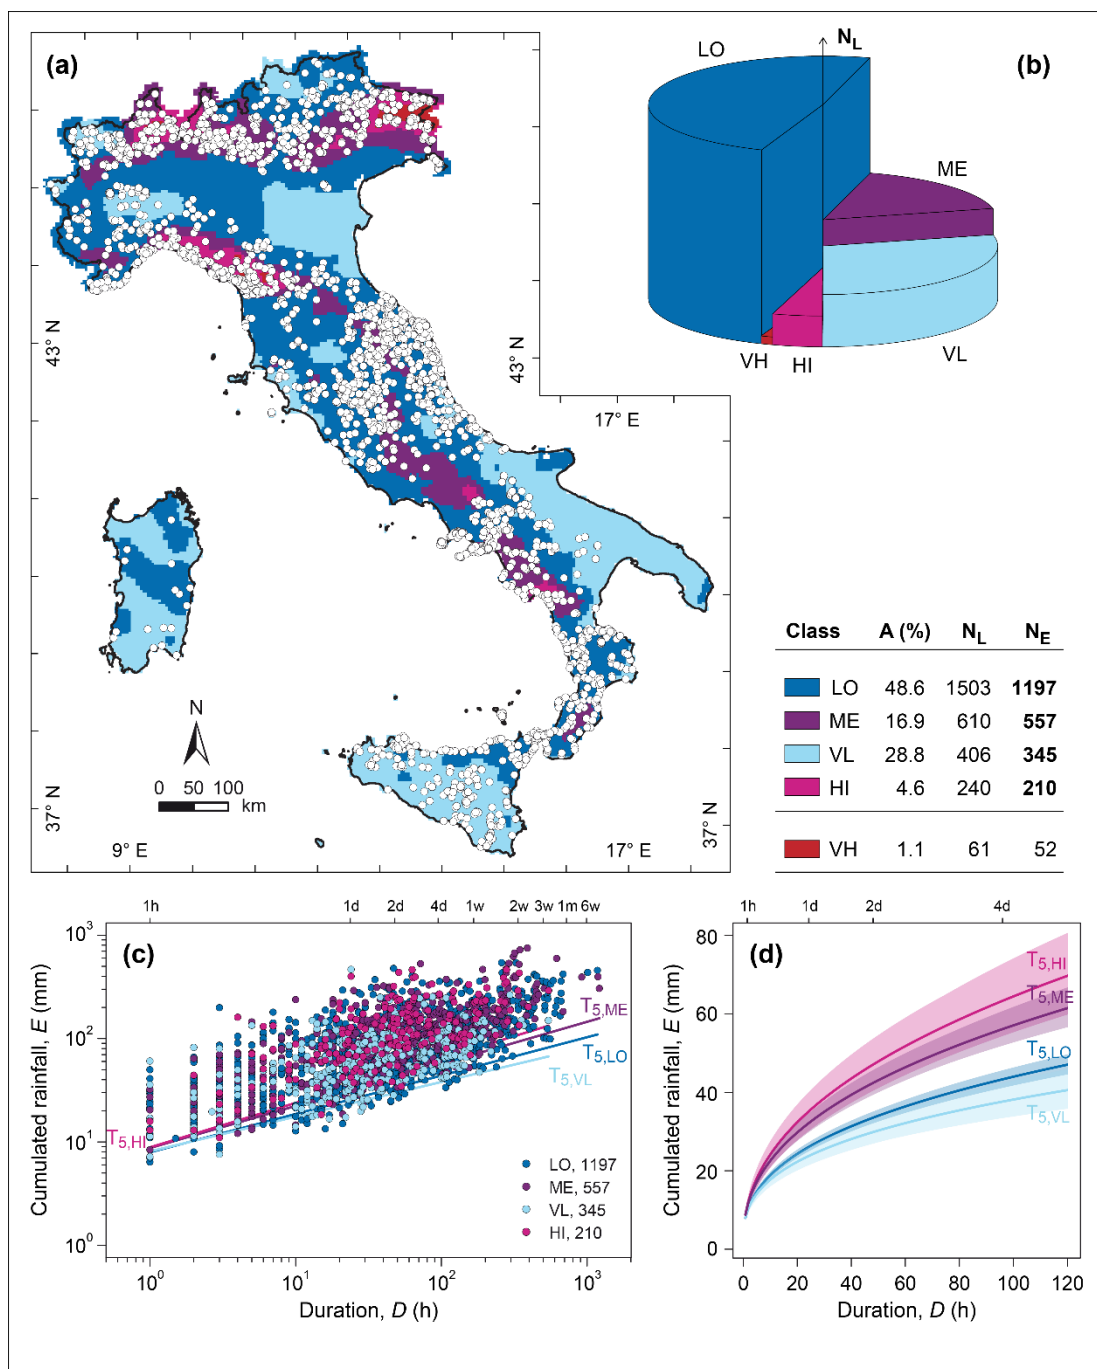 (a)
43° N
37° N
9° E
17° E
37° N
43° N
17° E
N
0 50 100
km
(b)
N_L
LO
ME
VH
HI
VL
Class A (%) N_L N_E
LO 48.6 1503 1197
ME 16.9 610 557
VL 28.8 406 345
HI 4.6 240 210
VH 1.1 61 52
1h 1d 2d 4d 1w 2w 3w 1m 6w
(c)
Cumulated rainfall, E (mm)
10³
10²
10¹
10⁰
T5,ME
T5,LO
T5,VL
T5,HI
LO, 1197
ME, 557
VL, 345
HI, 210
10⁰ 10¹ 10² 10³
Duration, D (h)
1h 1d 2d 4d
(d)
Cumulated rainfall, E (mm)
80
60
40
20
0
T5,HI
T5,ME
T5,LO
T5,VL
0 20 40 60 80 100 120
Duration, D (h)